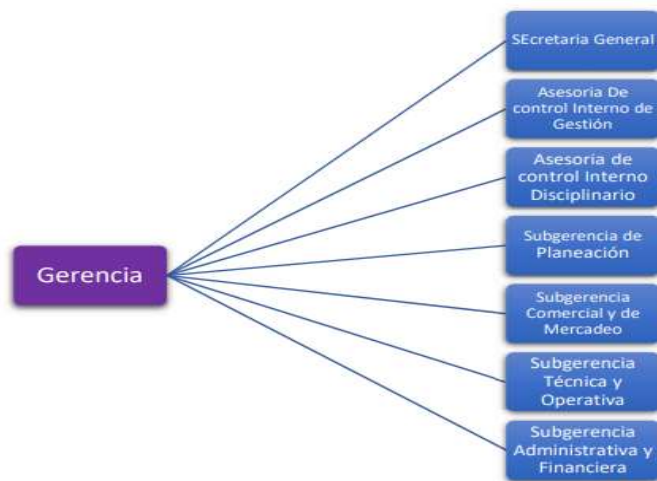 SEcretaria General
Asesoria De
control Interno de
Gestión
Asesoría de
control Interno
Disciplinario
Gerencia
Subgerencia de
Planeación
Subgerencia
Comercial y de
Mercadeo
Subgerencia
Técnica y
Operativa
Subgerencia
Administrativa y
Financiera